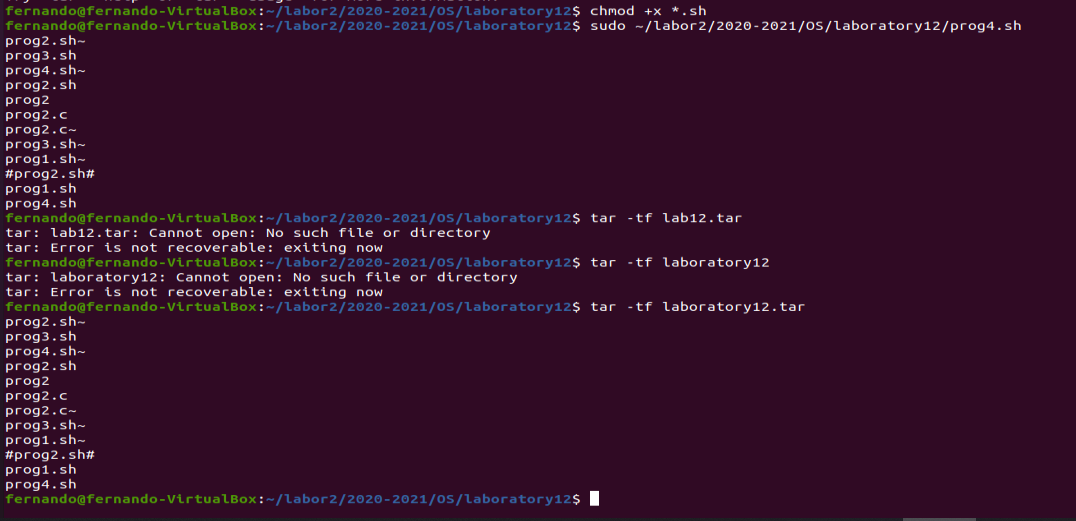 fernando@fernando-VirtualBox:~/labor2/2020-2021/OS/laboratory12$ chmod +x *.sh
fernando@fernando-VirtualBox:~/labor2/2020-2021/OS/laboratory12$ sudo ~/labor2/2020-2021/OS/laboratory12/prog4.sh
prog2.sh~
prog3.sh
prog4.sh~
prog2.sh
prog2
prog2.c
prog2.c~
prog3.sh~
prog1.sh~
#prog2.sh#
prog1.sh
prog4.sh
fernando@fernando-VirtualBox:~/labor2/2020-2021/OS/laboratory12$ tar -tf lab12.tar
tar: lab12.tar: Cannot open: No such file or directory
tar: Error is not recoverable: exiting now
fernando@fernando-VirtualBox:~/labor2/2020-2021/OS/laboratory12$ tar -tf laboratory12
tar: laboratory12: Cannot open: No such file or directory
tar: Error is not recoverable: exiting now
fernando@fernando-VirtualBox:~/labor2/2020-2021/OS/laboratory12$ tar -tf laboratory12.tar
prog2.sh~
prog3.sh
prog4.sh~
prog2.sh
prog2
prog2.c
prog2.c~
prog3.sh~
prog1.sh~
#prog2.sh#
prog1.sh
prog4.sh
fernando@fernando-VirtualBox:~/labor2/2020-2021/OS/laboratory12$